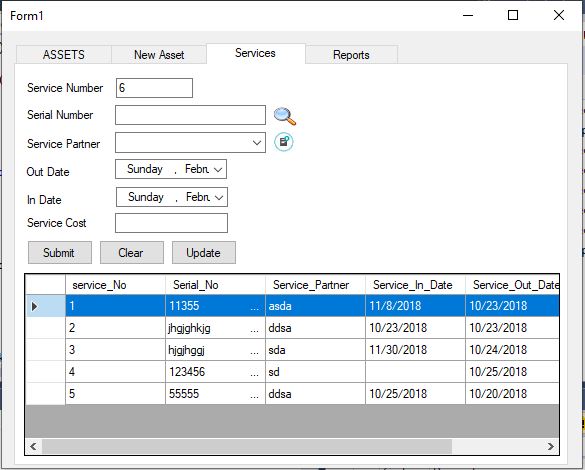 Form1
ASSETS New Asset Services Reports
Service Number 6
Serial Number
Service Partner
Out Date Sunday , Febru
In Date Sunday , Febru
Service Cost
Submit Clear Update
service_No Serial_No Service_Partner Service_In_Date Service_Out_Date
1 11355 ... asda 11/8/2018 10/23/2018
2 jhgjghkjg ... ddsa 10/23/2018 10/23/2018
3 hjgjhggj ... sda 11/30/2018 10/24/2018
4 123456 ... sd 10/25/2018
5 55555 ... ddsa 10/25/2018 10/20/2018